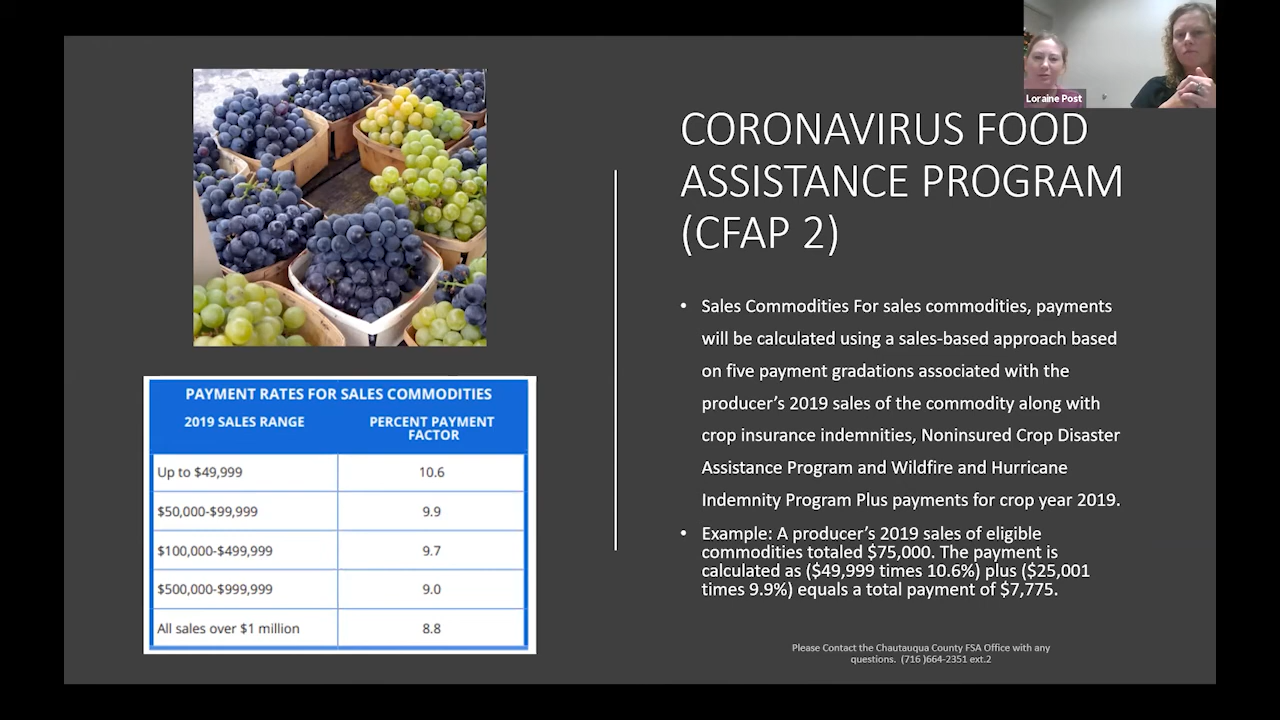 Loraine Post
CORONAVIRUS FOOD
ASSISTANCE PROGRAM
(CFAP 2)
PAYMENT RATES FOR SALES COMMODITIES
2019 SALES RANGE PERCENT PAYMENT
FACTOR
Up to $49,999 10.6
$50,000-$99,999 9.9
$100,000-$499,999 9.7
$500,000-$999,999 9.0
All sales over $1 million 8.8
• Sales Commodities For sales commodities, payments
will be calculated using a sales-based approach based
on five payment gradations associated with the
producer’s 2019 sales of the commodity along with
crop insurance indemnities, Noninsured Crop Disaster
Assistance Program and Wildfire and Hurricane
Indemnity Program Plus payments for crop year 2019.
• Example: A producer’s 2019 sales of eligible
commodities totaled $75,000. The payment is
calculated as ($49,999 times 10.6%) plus ($25,001
times 9.9%) equals a total payment of $7,775.
Please Contact the Chautauqua County FSA Office with any
questions. (716 )664-2351 ext.2